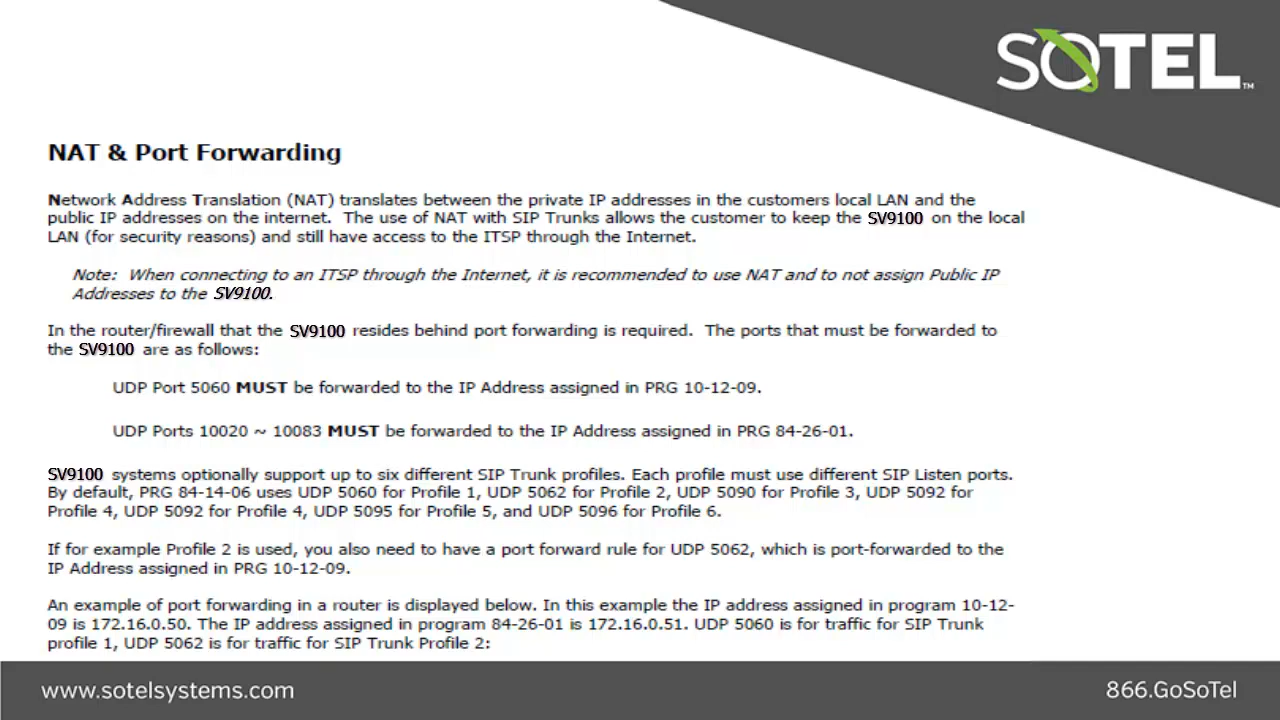 SOTEL™
NAT & Port Forwarding
Network Address Translation (NAT) translates between the private IP addresses in the customers local LAN and the
public IP addresses on the internet. The use of NAT with SIP Trunks allows the customer to keep the SV9100 on the local
LAN (for security reasons) and still have access to the ITSP through the Internet.
Note: When connecting to an ITSP through the Internet, it is recommended to use NAT and to not assign Public IP
Addresses to the SV9100.
In the router/firewall that the SV9100 resides behind port forwarding is required. The ports that must be forwarded to
the SV9100 are as follows:
UDP Port 5060 MUST be forwarded to the IP Address assigned in PRG 10-12-09.
UDP Ports 10020 ~ 10083 MUST be forwarded to the IP Address assigned in PRG 84-26-01.
SV9100 systems optionally support up to six different SIP Trunk profiles. Each profile must use different SIP Listen ports.
By default, PRG 84-14-06 uses UDP 5060 for Profile 1, UDP 5062 for Profile 2, UDP 5090 for Profile 3, UDP 5092 for
Profile 4, UDP 5092 for Profile 4, UDP 5095 for Profile 5, and UDP 5096 for Profile 6.
If for example Profile 2 is used, you also need to have a port forward rule for UDP 5062, which is port-forwarded to the
IP Address assigned in PRG 10-12-09.
An example of port forwarding in a router is displayed below. In this example the IP address assigned in program 10-12-
09 is 172.16.0.50. The IP address assigned in program 84-26-01 is 172.16.0.51. UDP 5060 is for traffic for SIP Trunk
profile 1, UDP 5062 is for traffic for SIP Trunk Profile 2:
www.sotelsystems.com
866.GoSoTel